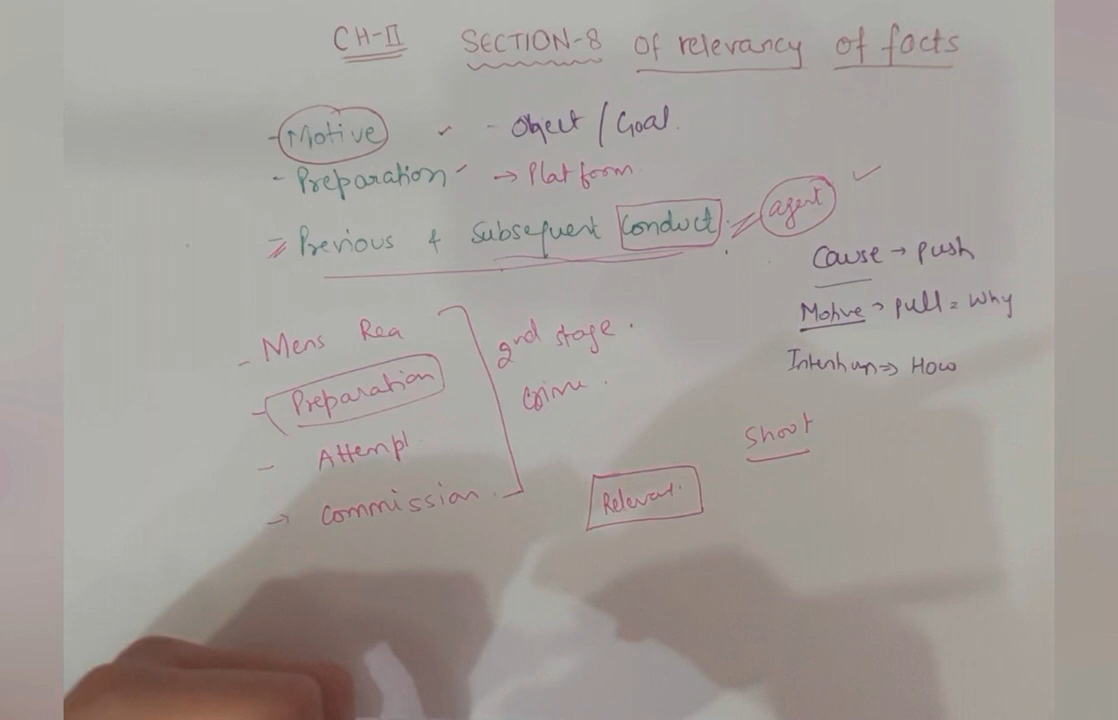 CH-II SECTION-8 of relevancy of facts
- Motive - Object / Goal.
- Preparation → Platform.
Previous & Subsequent Conduct. agent
Cause → push
Motive → pull = Why
Intention ⇒ How
- Mens Rea
- Preparation
- Attempt
→ Commission.
2nd stage.
crime.
Shoot
Relevant.